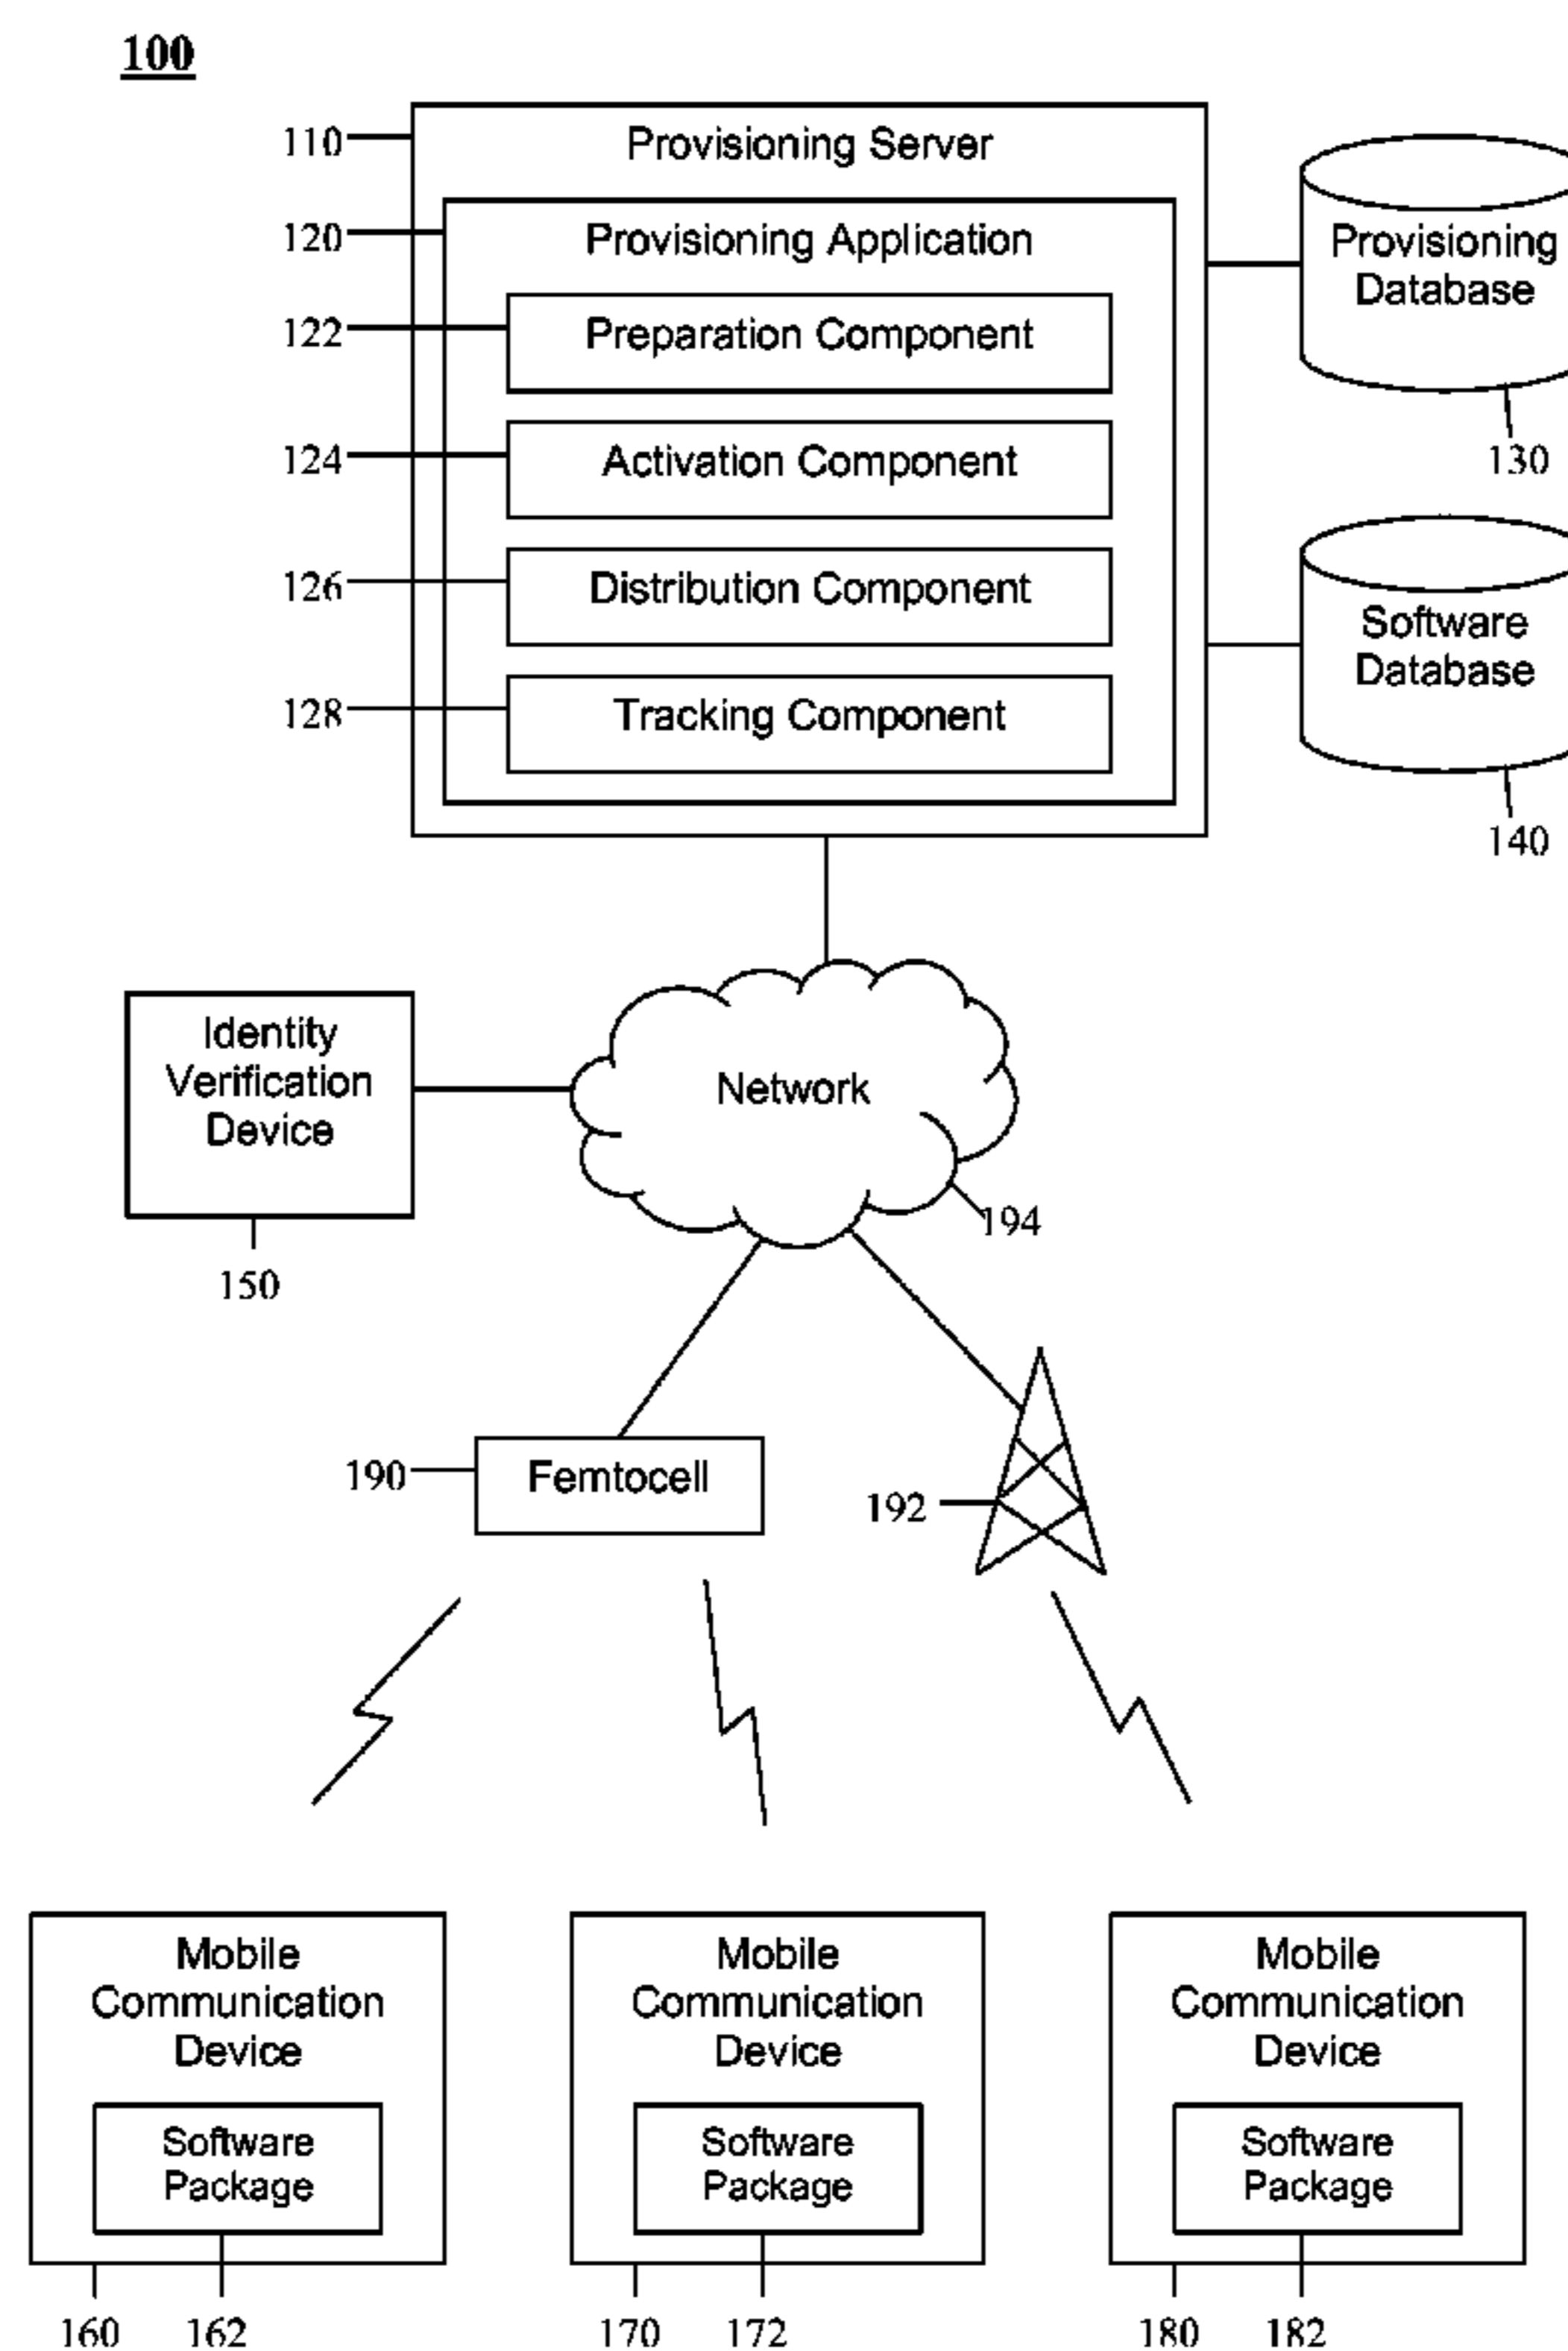 100
110
Provisioning Server
120
Provisioning Application
122
Preparation Component
124
Activation Component
126
Distribution Component
128
Tracking Component
Provisioning
Database
130
Software
Database
140
Identity
Verification
Device
150
Network
194
190
Femtocell
192
Mobile
Communication
Device
Software
Package
160
162
Mobile
Communication
Device
Software
Package
170
172
Mobile
Communication
Device
Software
Package
180
182